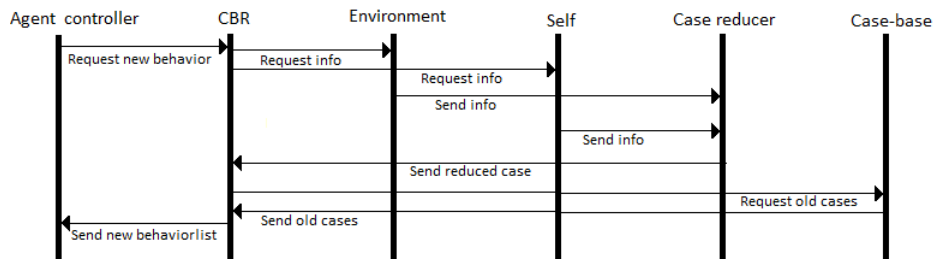 Agent controller
CBR
Environment
Self
Case reducer
Case-base
Request new behavior
Request info
Request info
Send info
Send info
Send reduced case
Request old cases
Send old cases
Send new behaviorlist